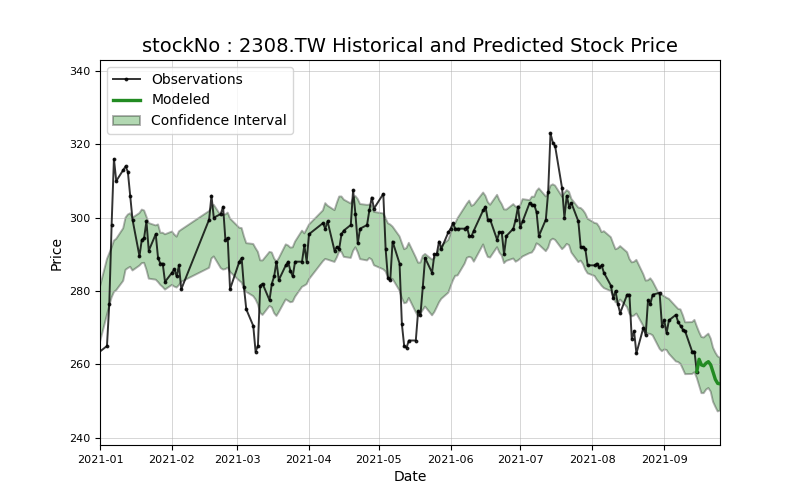 stockNo : 2308.TW Historical and Predicted Stock Price
Observations
Modeled
Confidence Interval
Price
340
320
300
280
260
240
2021-01
2021-02
2021-03
2021-04
2021-05
2021-06
2021-07
2021-08
2021-09
Date